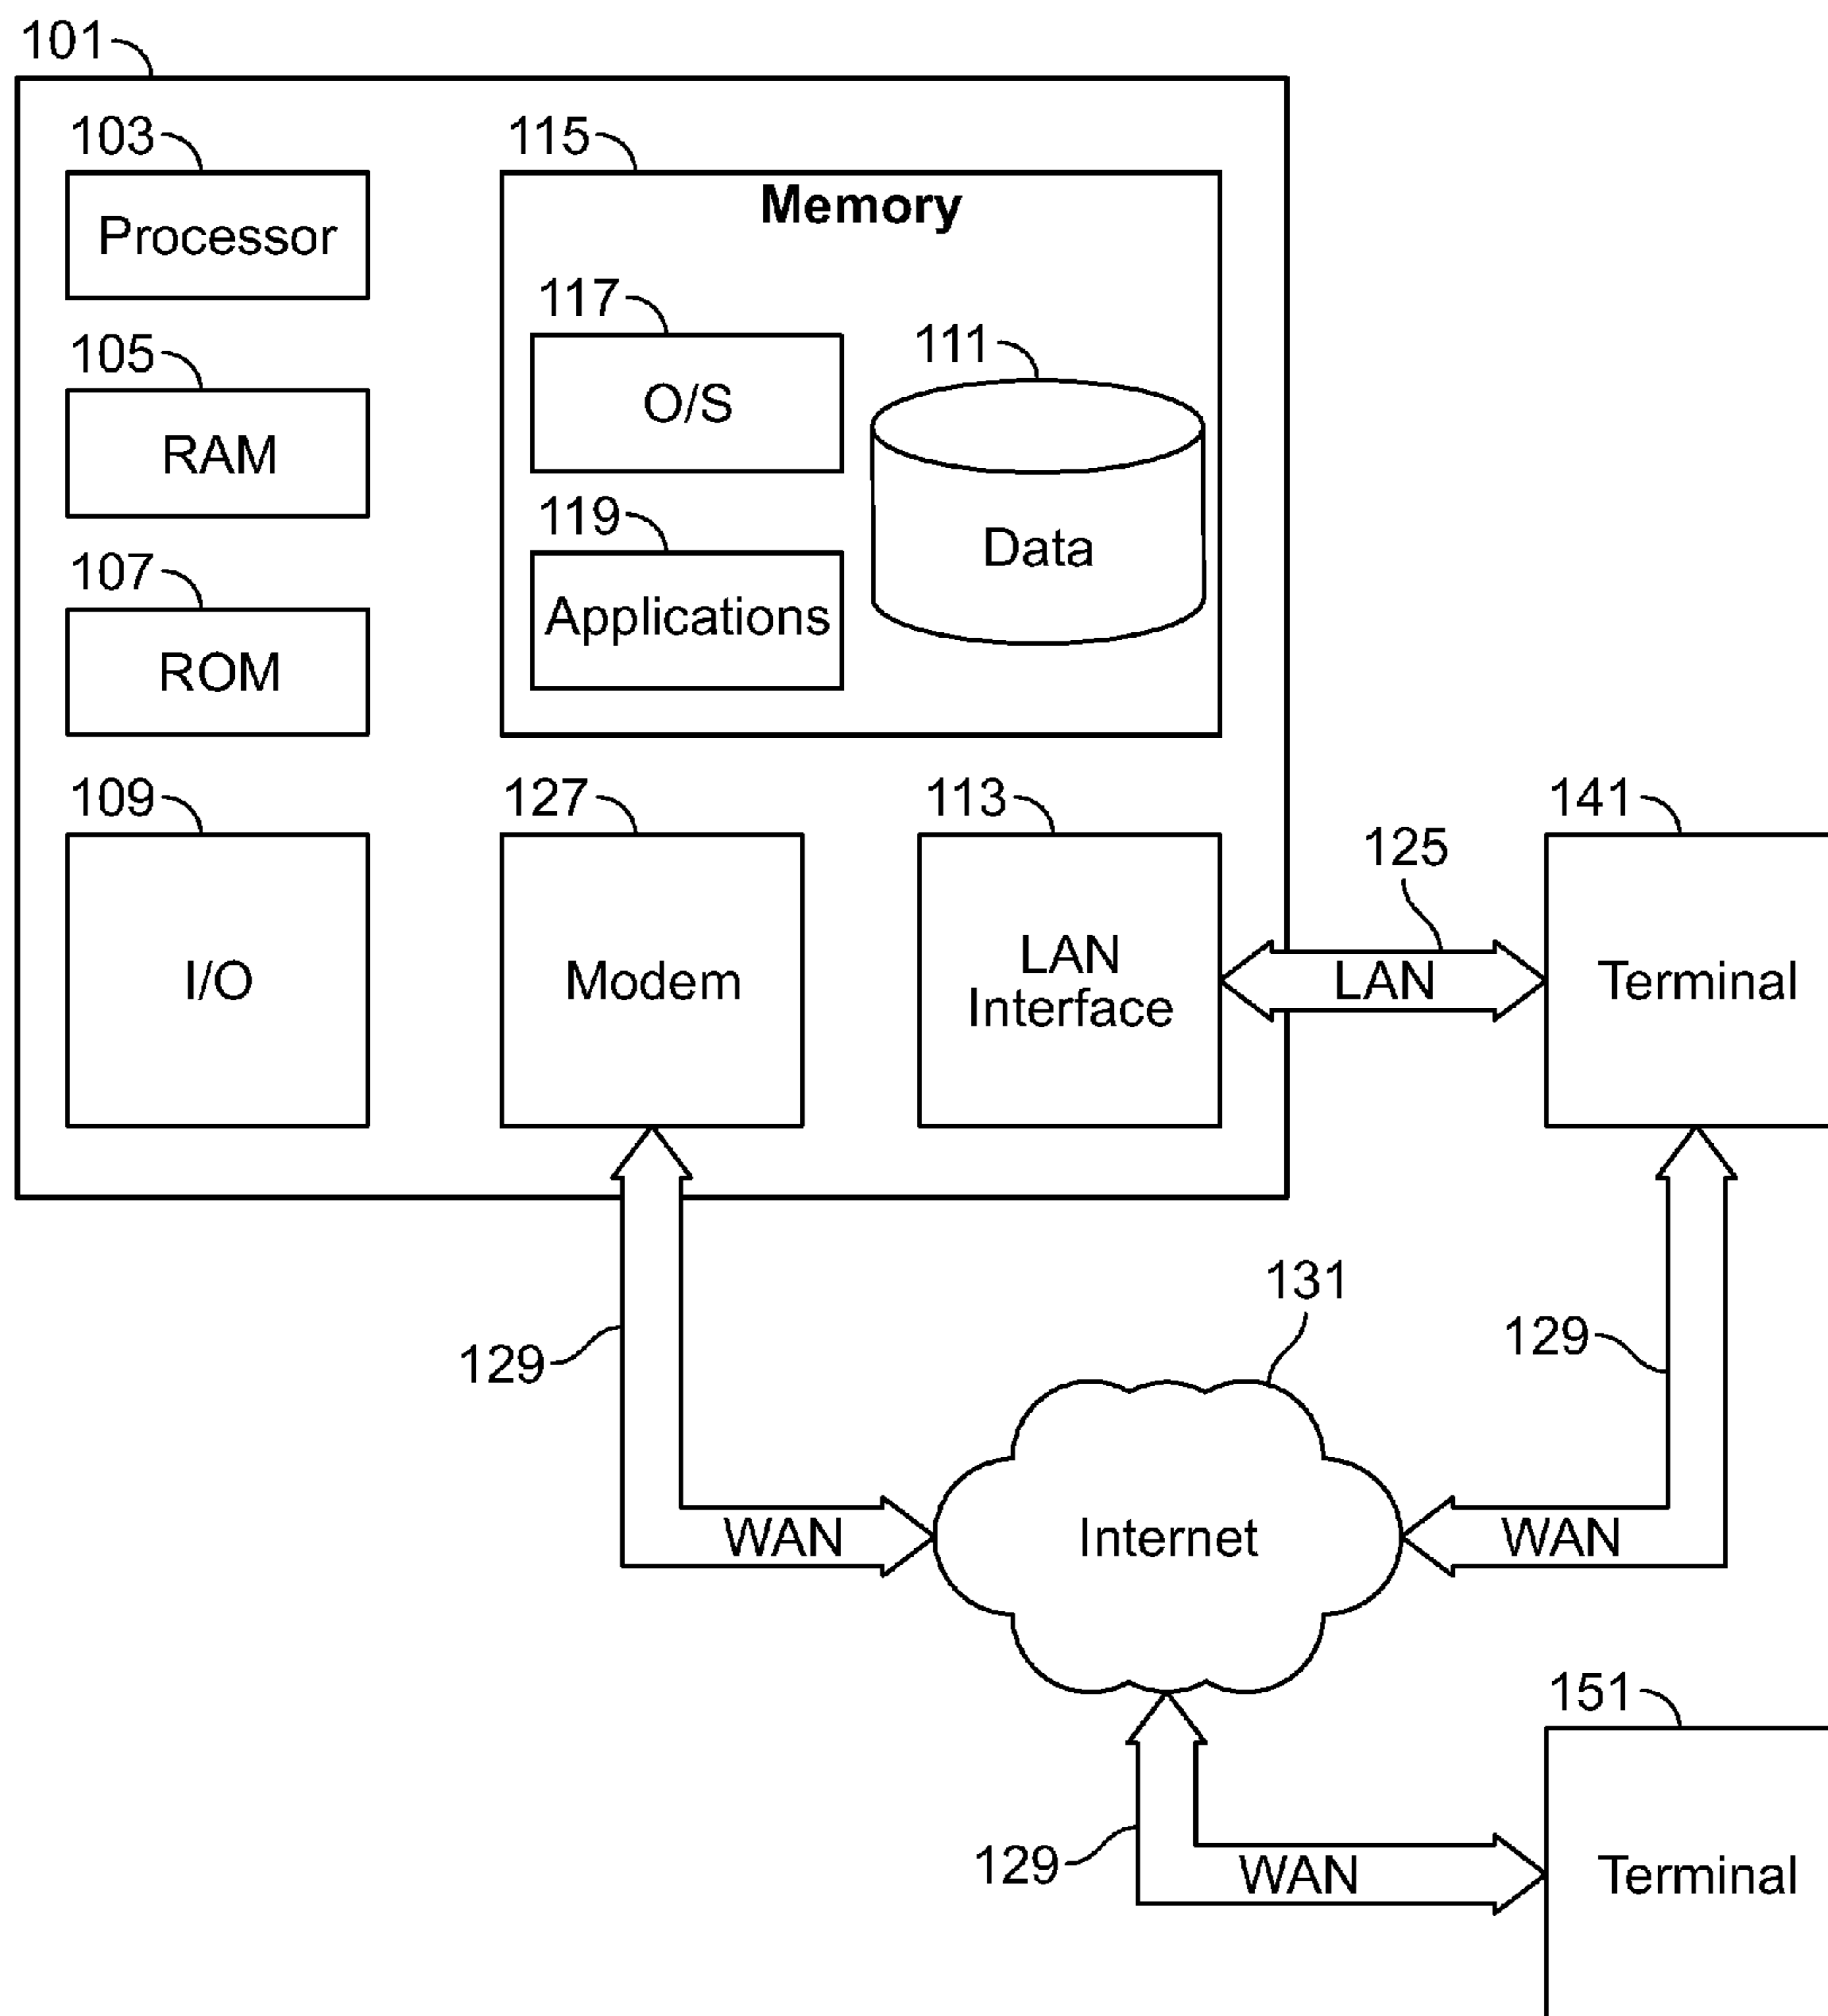 101
103
Processor
115
Memory
105
RAM
117
O/S
111
Data
107
ROM
119
Applications
109
I/O
127
Modem
113
LAN
Interface
125
LAN
141
Terminal
131
129
WAN
Internet
129
WAN
151
129
WAN
Terminal